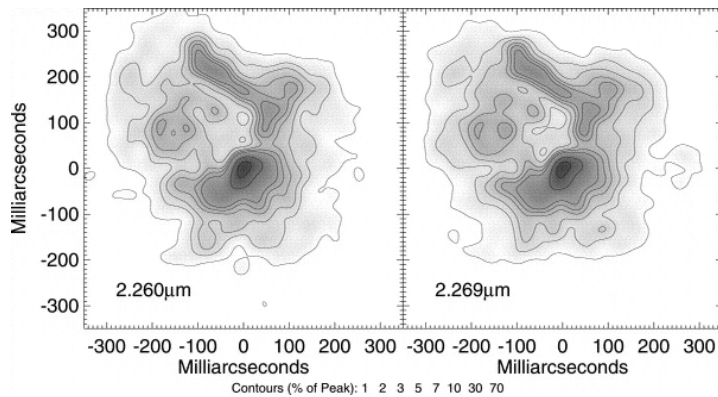 Milliarcseconds
300
200
100
0
-100
-200
-300
2.260µm
2.269µm
-300 -200 -100 0 100 200 300
-300 -200 -100 0 100 200 300
Milliarcseconds
Milliarcseconds
Contours (% of Peak): 1 2 3 5 7 10 30 70